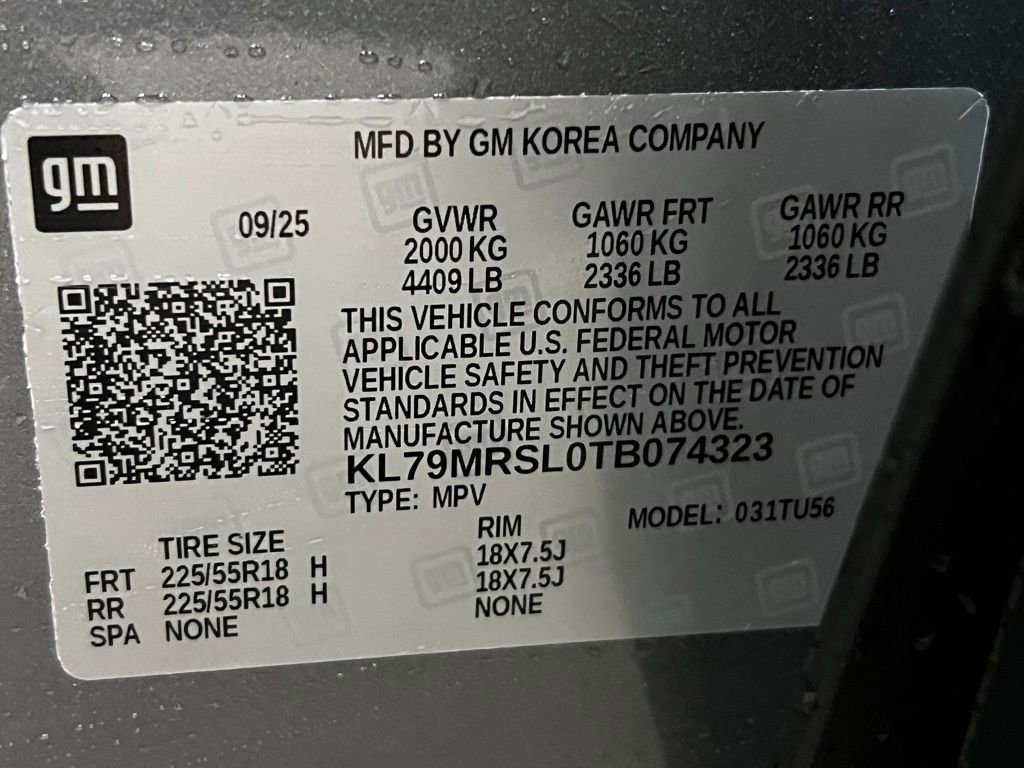 gm
MFD BY GM KOREA COMPANY
09/25
GVWR GAWR FRT GAWR RR
2000 KG 1060 KG 1060 KG
4409 LB 2336 LB 2336 LB
THIS VEHICLE CONFORMS TO ALL
APPLICABLE U.S. FEDERAL MOTOR
VEHICLE SAFETY AND THEFT PREVENTION
STANDARDS IN EFFECT ON THE DATE OF
MANUFACTURE SHOWN ABOVE.
KL79MRSL0TB074323
TYPE: MPV
MODEL: 031TU56
TIRE SIZE RIM
FRT 225/55R18 H 18X7.5J
RR 225/55R18 H 18X7.5J
SPA NONE NONE